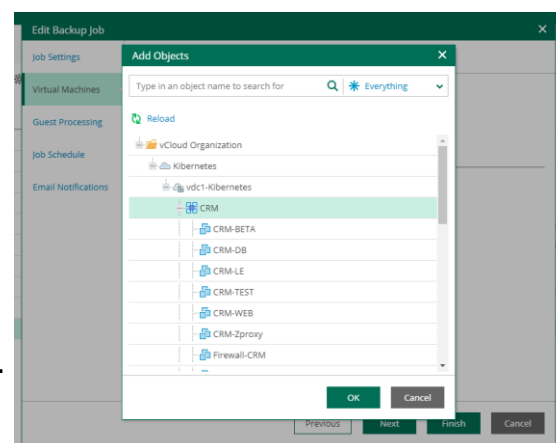 Edit Backup Job
Job Settings
Virtual Machines
Guest Processing
Job Schedule
Email Notifications
Add Objects
Type in an object name to search for
Everything
Reload
vCloud Organization
Kibernetes
vdc1-Kibernetes
CRM
CRM-BETA
CRM-DB
CRM-LE
CRM-TEST
CRM-WEB
CRM-Zproxy
Firewall-CRM
OK Cancel
Previous Next Finish Cancel